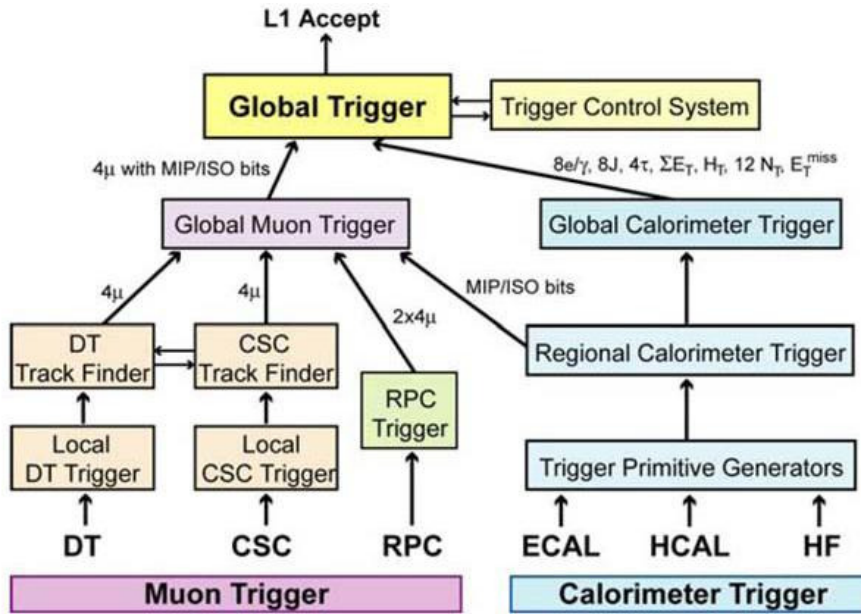 L1 Accept
Global Trigger
Trigger Control System
4μ with MIP/ISO bits
8e/γ, 8J, 4τ, ΣE_T, H_T, 12 N_T, E_T^miss
Global Muon Trigger
Global Calorimeter Trigger
4μ
4μ
2x4μ
MIP/ISO bits
DT
Track Finder
CSC
Track Finder
Regional Calorimeter Trigger
RPC
Trigger
Local
DT Trigger
Local
CSC Trigger
Trigger Primitive Generators
DT
CSC
RPC
ECAL
HCAL
HF
Muon Trigger
Calorimeter Trigger